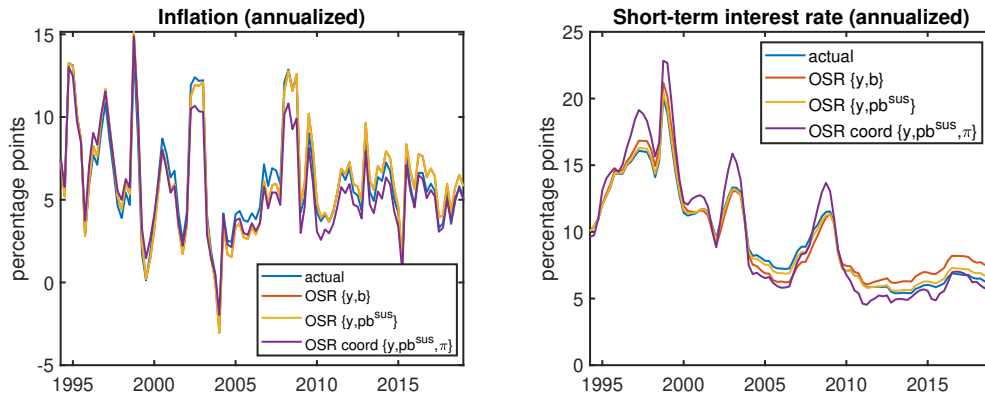 Inflation (annualized)
percentage points
15
10
5
0
-5
1995 2000 2005 2010 2015
actual
OSR {y,b}
OSR {y,pb^sus}
OSR coord {y,pb^sus,π}
Short-term interest rate (annualized)
percentage points
25
20
15
10
5
0
1995 2000 2005 2010 2015
actual
OSR {y,b}
OSR {y,pb^sus}
OSR coord {y,pb^sus,π}